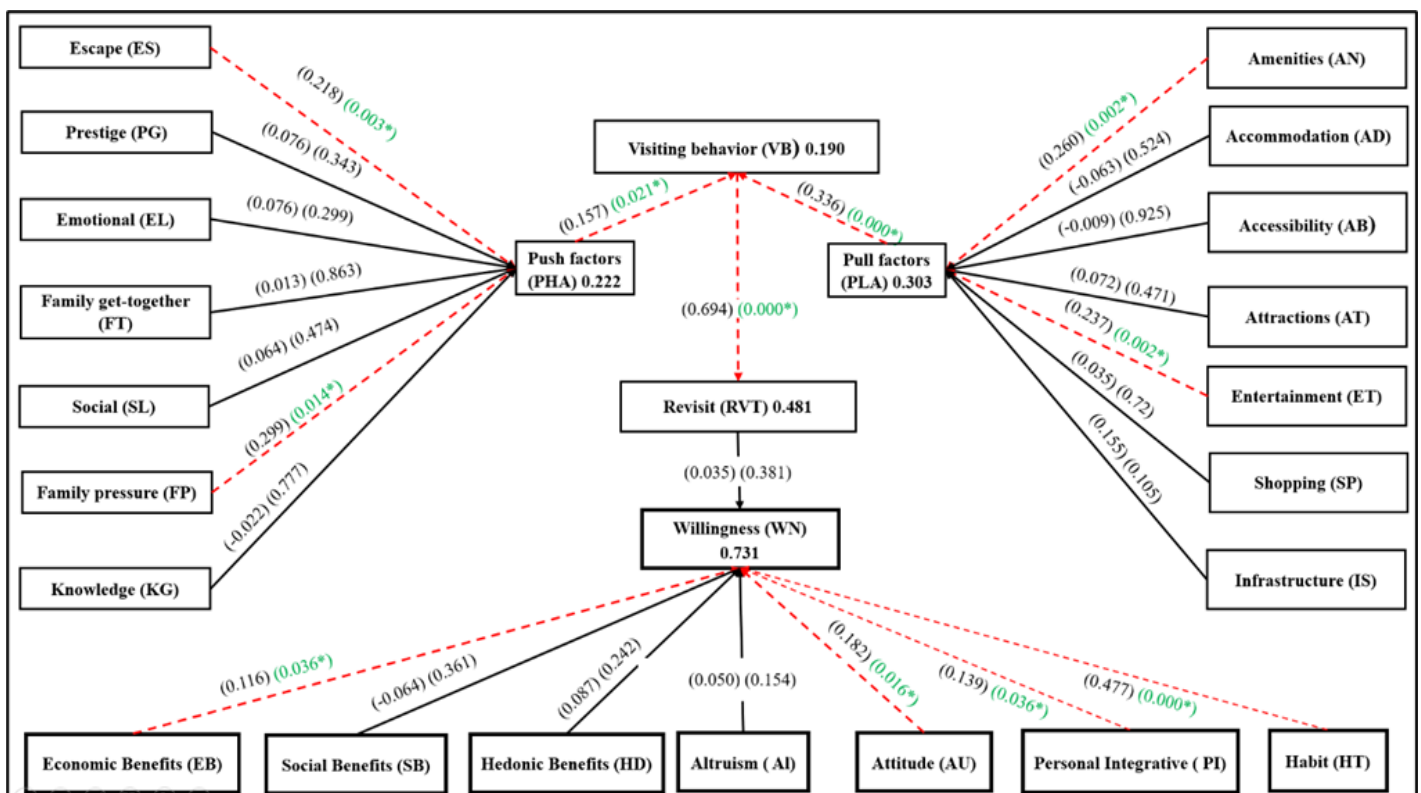 Escape (ES)
(0.218) (0.003*)
Prestige (PG)
(0.076) (0.343)
Emotional (EL)
(0.076) (0.299)
Family get-together
(FT)
(0.013) (0.863)
Social (SL)
(0.064) (0.474)
Family pressure (FP)
(0.299) (0.014*)
Knowledge (KG)
(-0.022) (0.777)
Visiting behavior (VB) 0.190
(0.157) (0.021*)
(0.336) (0.000*)
Push factors
(PHA) 0.222
Pull factors
(PLA) 0.303
(0.694) (0.000*)
Revisit (RVT) 0.481
(0.035) (0.381)
Willingness (WN)
0.731
Amenities (AN)
(0.260) (0.002*)
Accommodation (AD)
(-0.063) (0.524)
Accessibility (AB)
(-0.009) (0.925)
Attractions (AT)
(0.072) (0.471)
Entertainment (ET)
(0.237) (0.002*)
Shopping (SP)
(0.035) (0.72)
Infrastructure (IS)
(0.155) (0.105)
(0.116) (0.036*)
(-0.064) (0.361)
(0.087) (0.242)
(0.050) (0.154)
(0.182) (0.016*)
(0.139) (0.036*)
(0.477) (0.000*)
Economic Benefits (EB)
Social Benefits (SB)
Hedonic Benefits (HD)
Altruism ( AI)
Attitude (AU)
Personal Integrative ( PI)
Habit (HT)